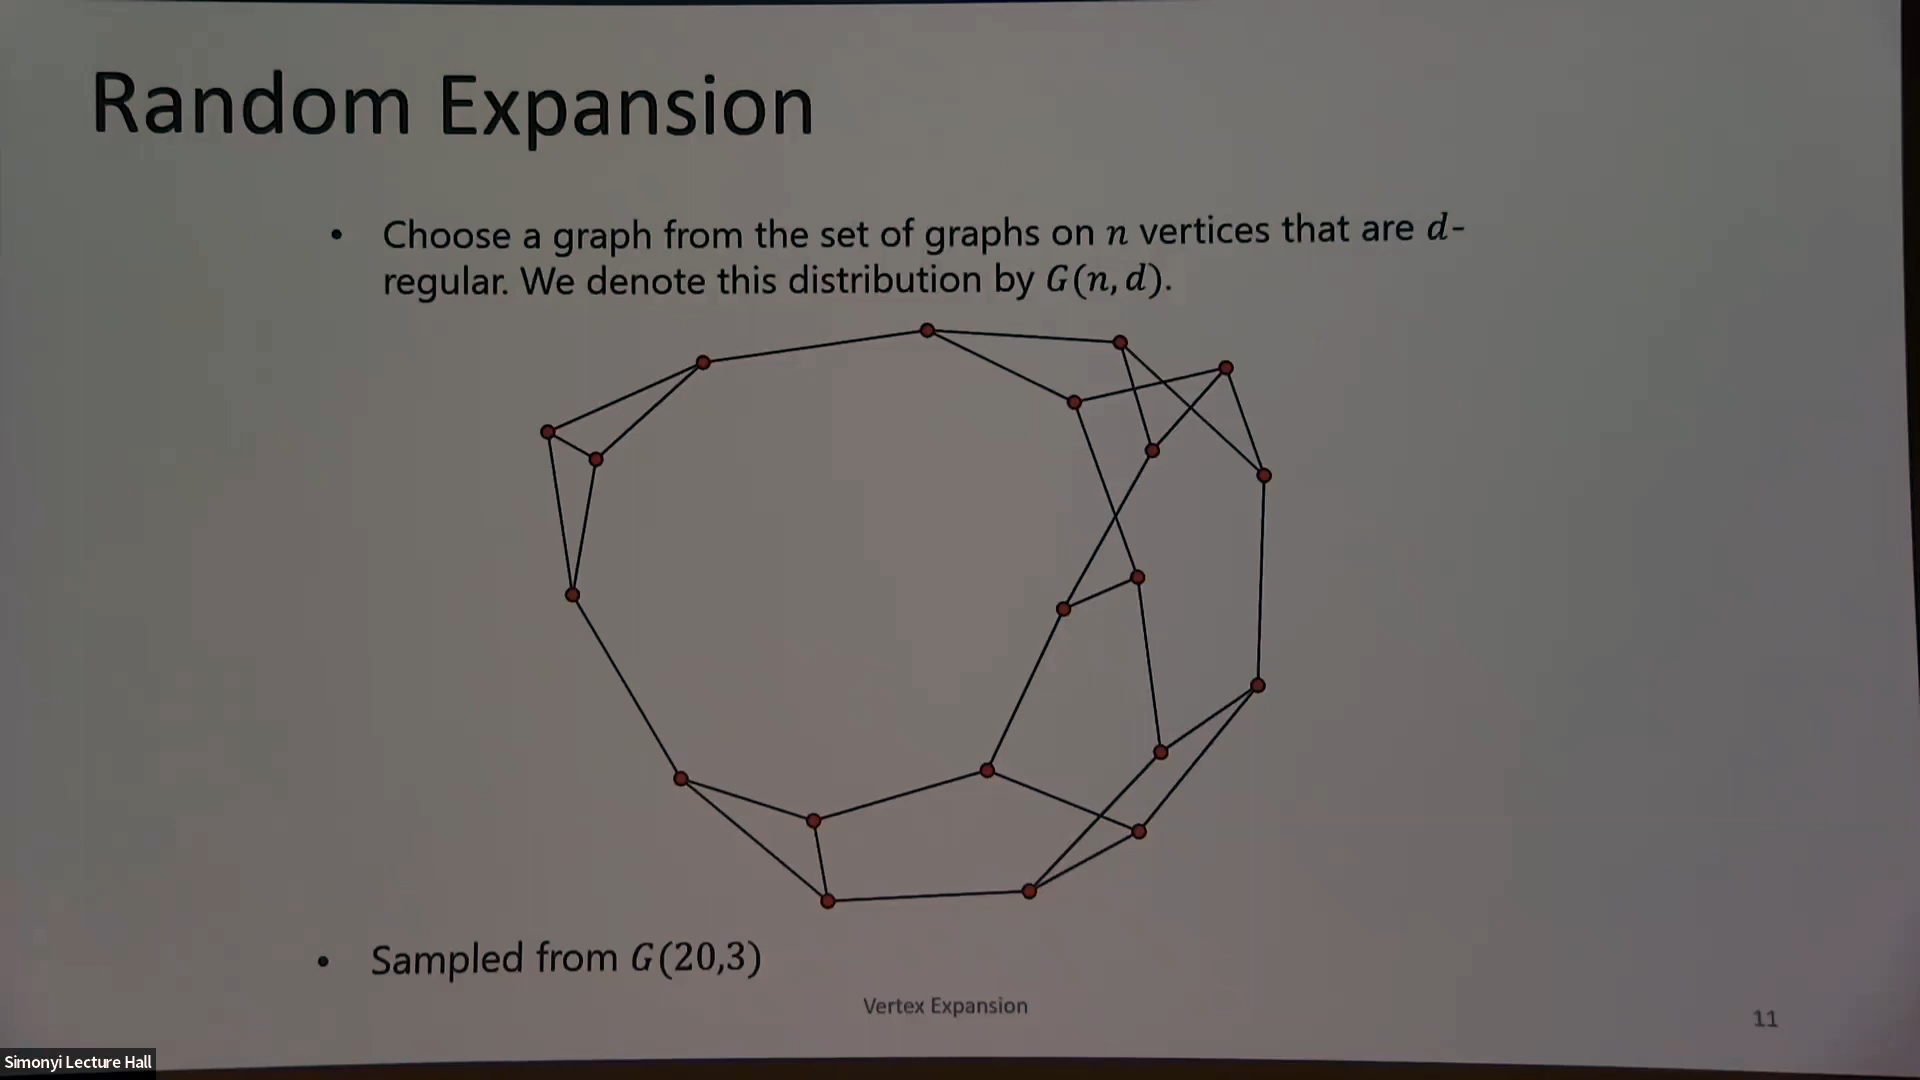 Random Expansion
• Choose a graph from the set of graphs on n vertices that are d-
regular. We denote this distribution by G(n, d).
• Sampled from G(20,3)
Vertex Expansion
11
Simonyi Lecture Hall